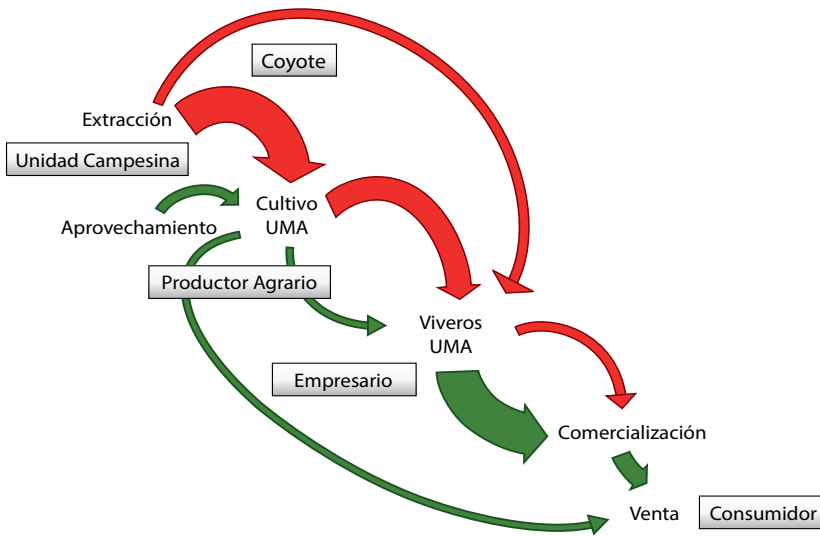 Coyote
Extracción
Unidad Campesina
Aprovechamiento
Cultivo
UMA
Productor Agrario
Viveros
UMA
Empresario
Comercialización
Venta
Consumidor